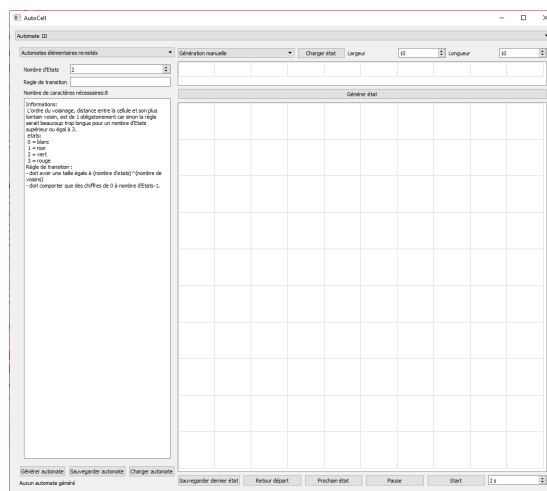 AutoCell
Automate 1D
Automates élémentaires revisités
Génération manuelle
Charger état
Largeur
10
Longueur
10
Nombre d'Etats
2
Regle de transition
Nombre de caractères nécessaires:8
Générer état
Informations:
L'ordre du voisinage, distance entre la cellule et son plus
lointain voisin, est de 1 obligatoirement car sinon la règle
serait beaucoup trop longue pour un nombre d'Etats
supérieur ou égal à 3.
etats:
0 = blanc
1 = noir
2 = vert
3 = rouge
Règle de transition :
- doit avoir une taille égale à (nombre d'etats)^(nombre de
voisins)
- doit comporter que des chiffres de 0 à nombre d'Etats-1.
Générer automate
Sauvegarder automate
Charger automate
Aucun automate généré
Sauvegarder dernier état
Retour départ
Prochain état
Pause
Start
2 s